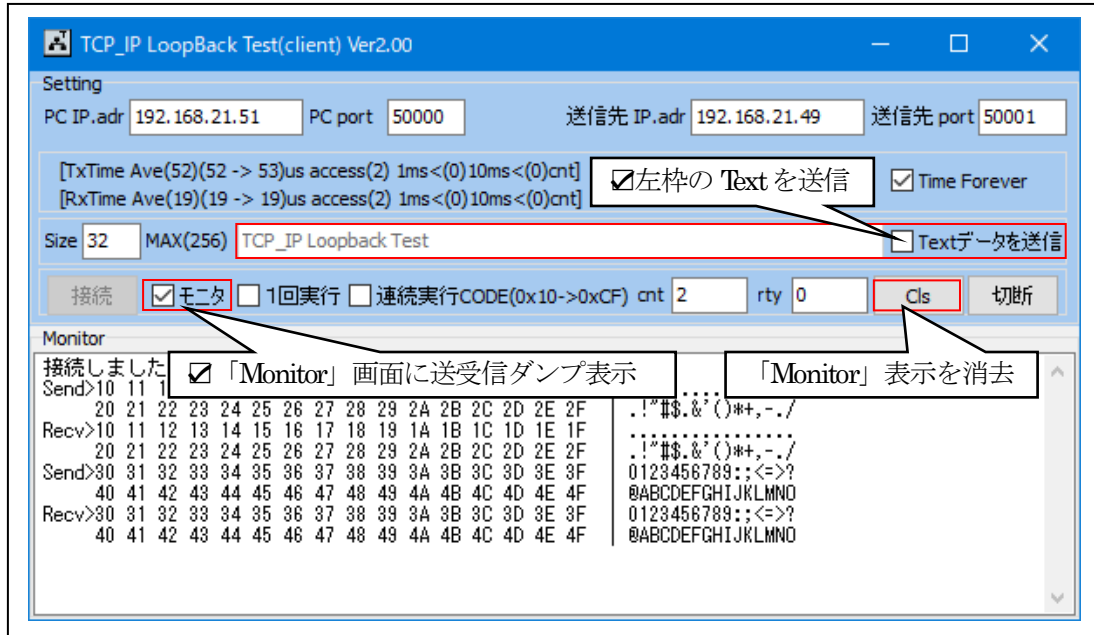 TCP_IP LoopBack Test(client) Ver2.00
Setting
PC IP.adr 192.168.21.51 PC port 50000 送信先 IP.adr 192.168.21.49 送信先 port 50001
[TxTime Ave(52)(52 -> 53)us access(2) 1ms<(0)10ms<(0)cnt]
[RxTime Ave(19)(19 -> 19)us access(2) 1ms<(0)10ms<(0)cnt]
☑左枠の Text を送信
Time Forever
Size 32 MAX(256) TCP_IP Loopback Test Textデータを送信
接続 モニタ 1回実行 連続実行CODE(0x10->0xCF) cnt 2 rty 0 Cls 切断
Monitor
☑「Monitor」画面に送受信ダンプ表示
「Monitor」表示を消去
接続しました
Send>10 11 1
20 21 22 23 24 25 26 27 28 29 2A 2B 2C 2D 2E 2F | .!"#$.&'()*+,-./
Recv>10 11 12 13 14 15 16 17 18 19 1A 1B 1C 1D 1E 1F | ................
20 21 22 23 24 25 26 27 28 29 2A 2B 2C 2D 2E 2F | .!"#$.&'()*+,-./
Send>30 31 32 33 34 35 36 37 38 39 3A 3B 3C 3D 3E 3F | 0123456789:;<=>?
40 41 42 43 44 45 46 47 48 49 4A 4B 4C 4D 4E 4F | @ABCDEFGHIJKLMNO
Recv>30 31 32 33 34 35 36 37 38 39 3A 3B 3C 3D 3E 3F | 0123456789:;<=>?
40 41 42 43 44 45 46 47 48 49 4A 4B 4C 4D 4E 4F | @ABCDEFGHIJKLMNO